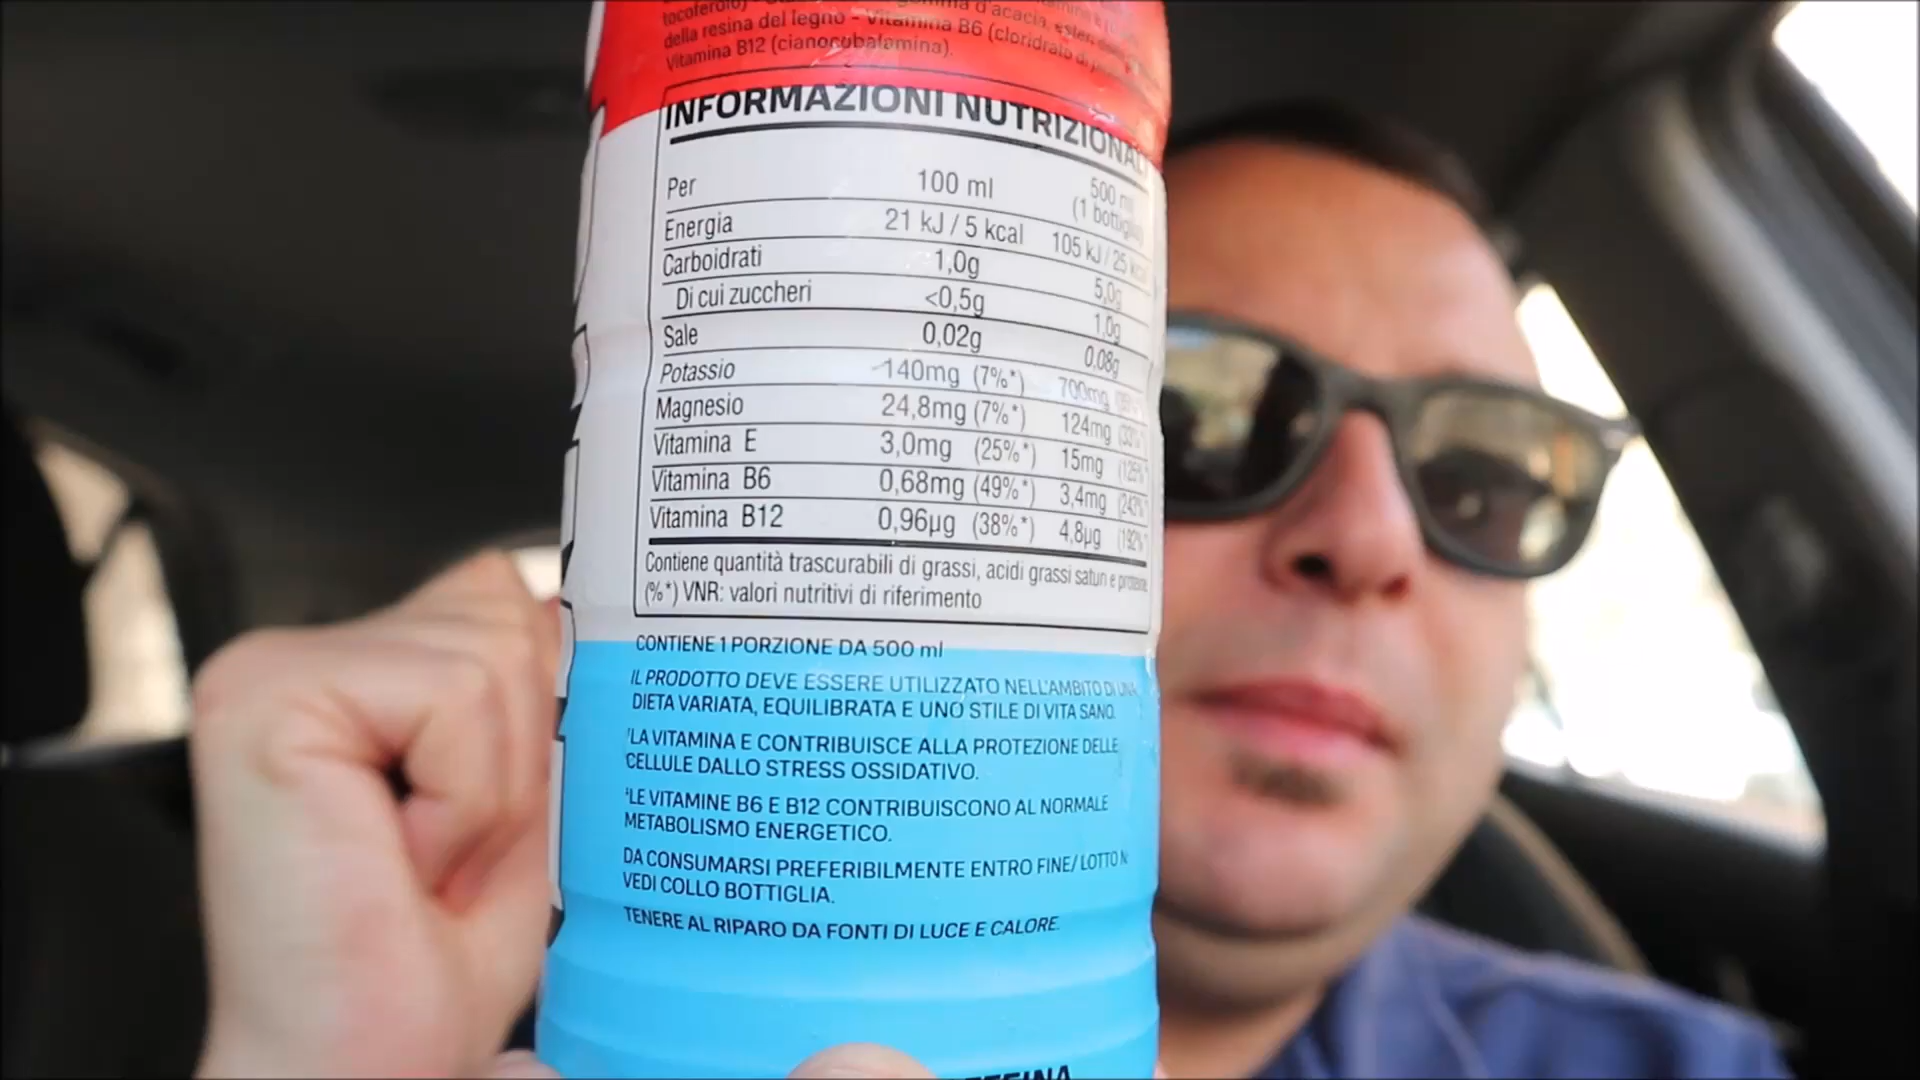 della resina del legno - Vitamina B6 (cloridrato di
Vitamina B12 (cianocobalamina).
INFORMAZIONI NUTRIZIONALI
Per 100 ml 500 ml
(1 bottiglia)
Energia 21 kJ / 5 kcal 105 kJ / 25 kcal
Carboidrati 1,0g 5,0g
Di cui zuccheri <0,5g 1,0g
Sale 0,02g 0,08g
Potassio 140mg (7%*) 700mg
Magnesio 24,8mg (7%*) 124mg (33%*
Vitamina E 3,0mg (25%*) 15mg (125%*
Vitamina B6 0,68mg (49%*) 3,4mg (243%*
Vitamina B12 0,96µg (38%*) 4,8µg (192%*
Contiene quantità trascurabili di grassi, acidi grassi saturi e proteine
(%*) VNR: valori nutritivi di riferimento
CONTIENE 1 PORZIONE DA 500 ml
IL PRODOTTO DEVE ESSERE UTILIZZATO NELL'AMBITO DI UNA
DIETA VARIATA, EQUILIBRATA E UNO STILE DI VITA SANO.
LA VITAMINA E CONTRIBUISCE ALLA PROTEZIONE DELLE
CELLULE DALLO STRESS OSSIDATIVO.
LE VITAMINE B6 E B12 CONTRIBUISCONO AL NORMALE
METABOLISMO ENERGETICO.
DA CONSUMARSI PREFERIBILMENTE ENTRO FINE/ LOTTO N
VEDI COLLO BOTTIGLIA.
TENERE AL RIPARO DA FONTI DI LUCE E CALORE.